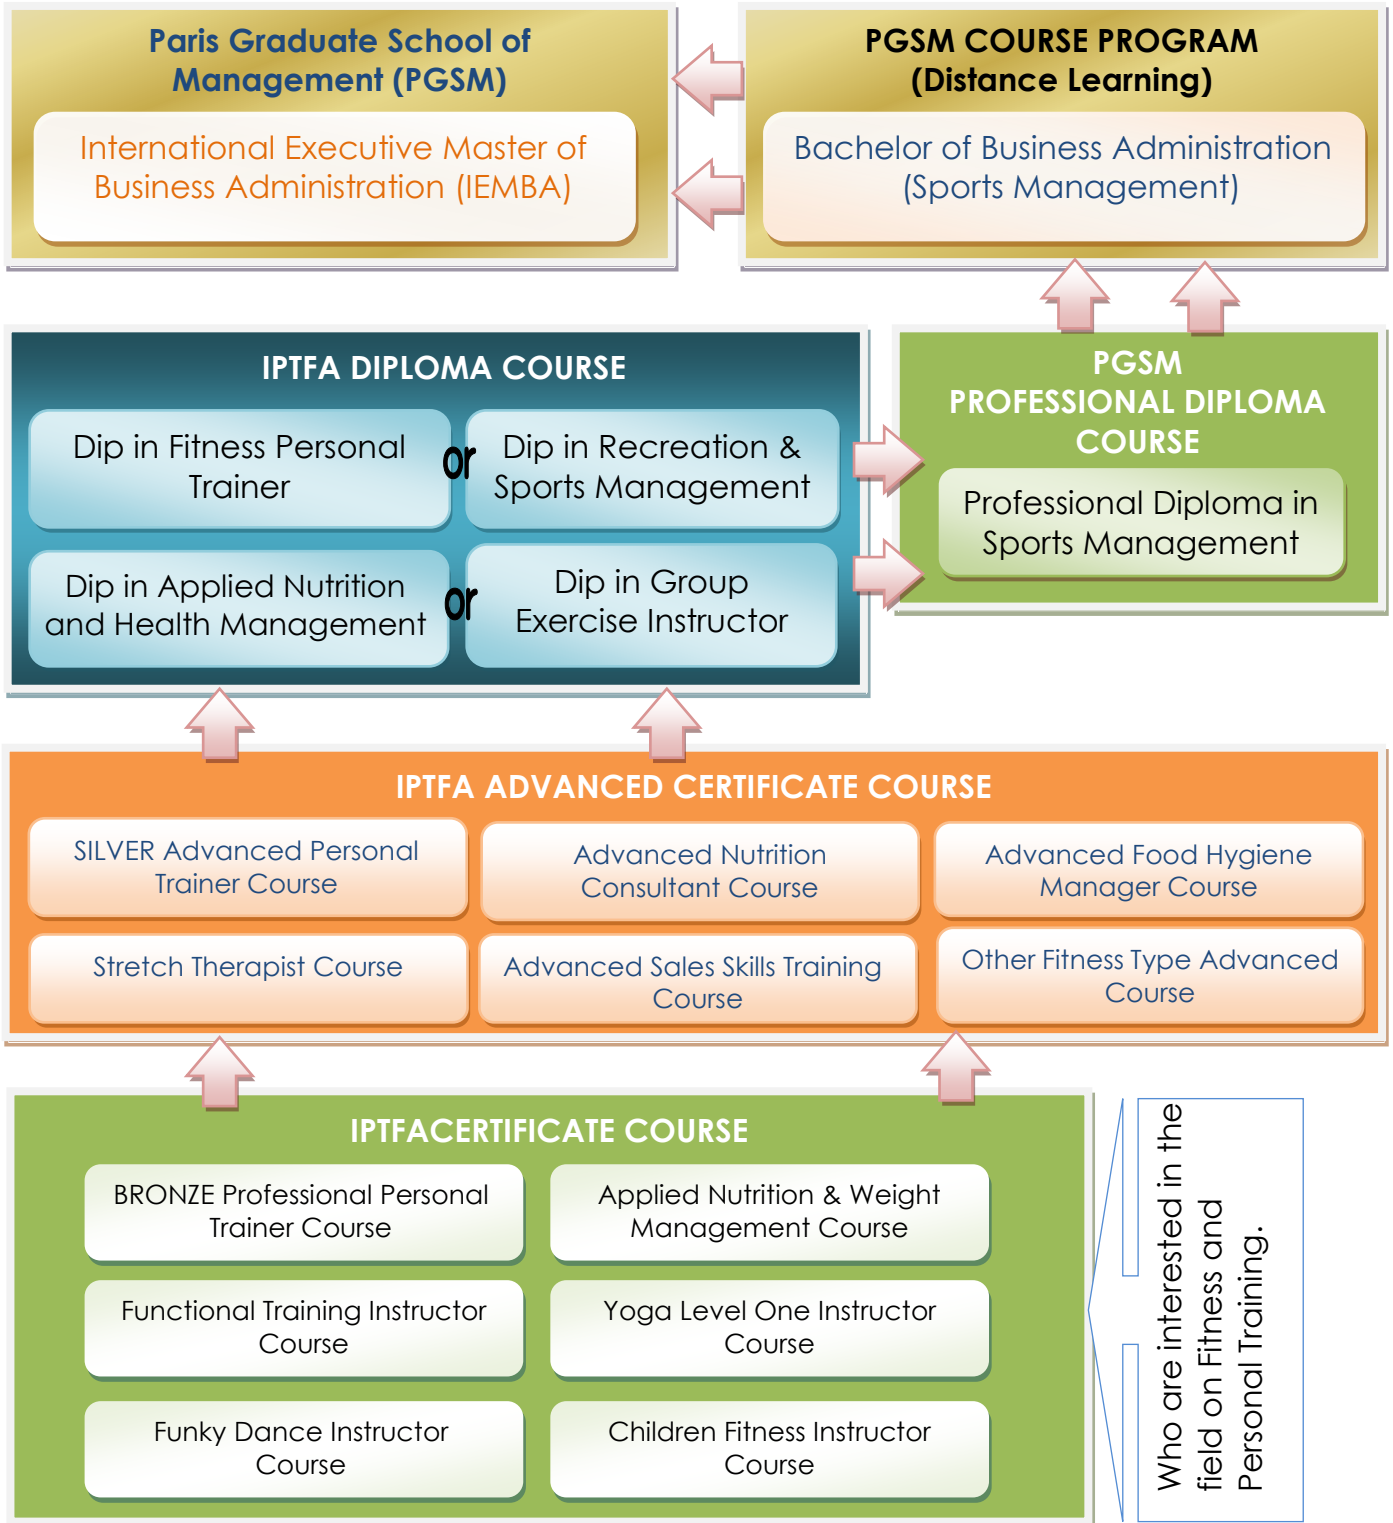 Paris Graduate School of
Management (PGSM)
International Executive Master of
Business Administration (IEMBA)
PGSM COURSE PROGRAM
(Distance Learning)
Bachelor of Business Administration
(Sports Management)
IPTFA DIPLOMA COURSE
Dip in Fitness Personal
Trainer
or
Dip in Recreation &
Sports Management
Dip in Applied Nutrition
and Health Management
or
Dip in Group
Exercise Instructor
PGSM
PROFESSIONAL DIPLOMA
COURSE
Professional Diploma in
Sports Management
IPTFA ADVANCED CERTIFICATE COURSE
SILVER Advanced Personal
Trainer Course
Advanced Nutrition
Consultant Course
Advanced Food Hygiene
Manager Course
Stretch Therapist Course
Advanced Sales Skills Training
Course
Other Fitness Type Advanced
Course
IPTFACERTIFICATE COURSE
BRONZE Professional Personal
Trainer Course
Applied Nutrition & Weight
Management Course
Functional Training Instructor
Course
Yoga Level One Instructor
Course
Funky Dance Instructor
Course
Children Fitness Instructor
Course
Who are interested in the
field on Fitness and
Personal Training.